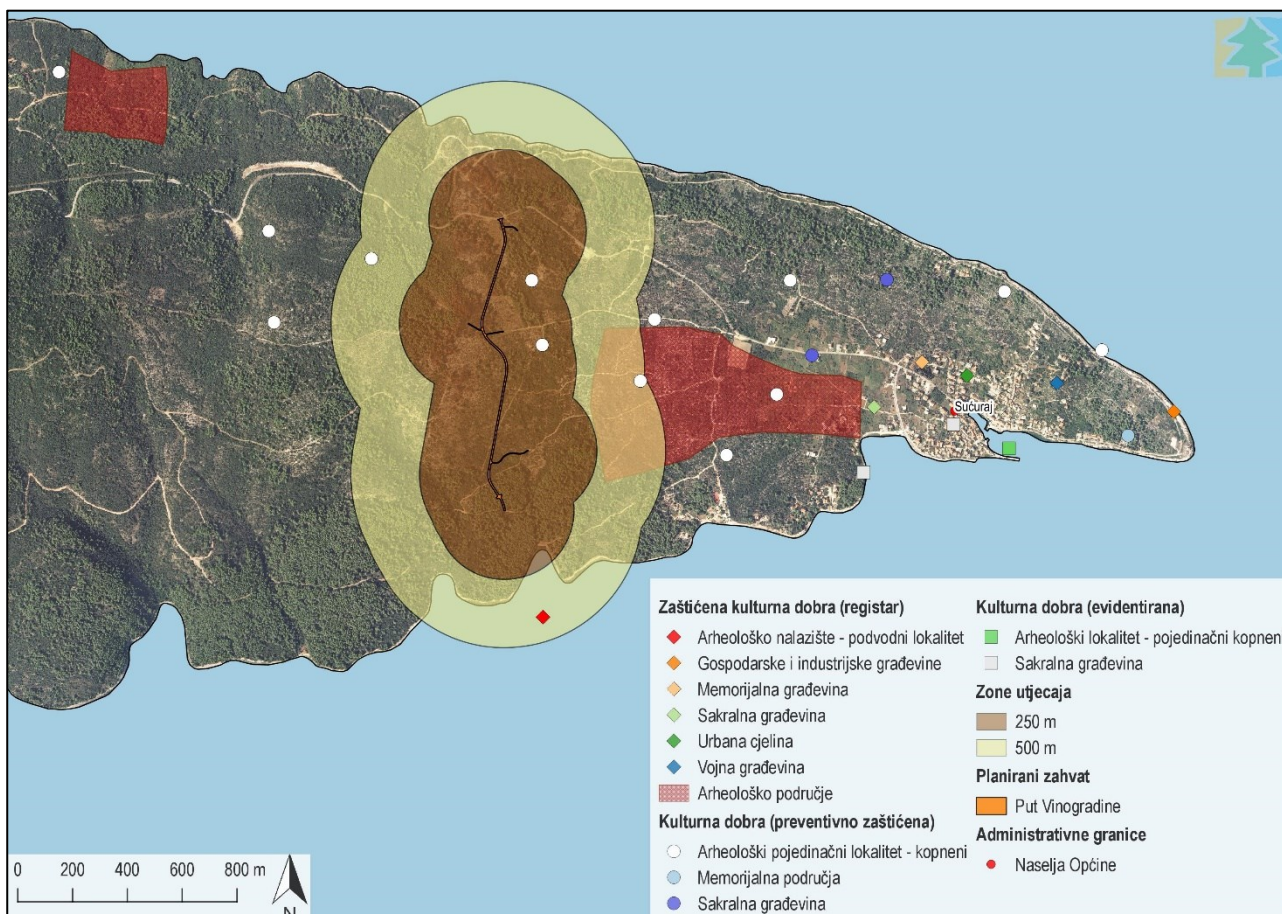 Sućuraj
Zaštićena kulturna dobra (registar)
Arheološko nalazište - podvodni lokalitet
Gospodarske i industrijske građevine
Memorijalna građevina
Sakralna građevina
Urbana cjelina
Vojna građevina
Arheološko područje
Kulturna dobra (preventivno zaštićena)
Arheološki pojedinačni lokalitet - kopneni
Memorijalna područja
Sakralna građevina
Kulturna dobra (evidentirana)
Arheološki lokalitet - pojedinačni kopneni
Sakralna građevina
Zone utjecaja
250 m
500 m
Planirani zahvat
Put Vinogradine
Administrativne granice
Naselja Općine
0 200 400 600 800 m
N